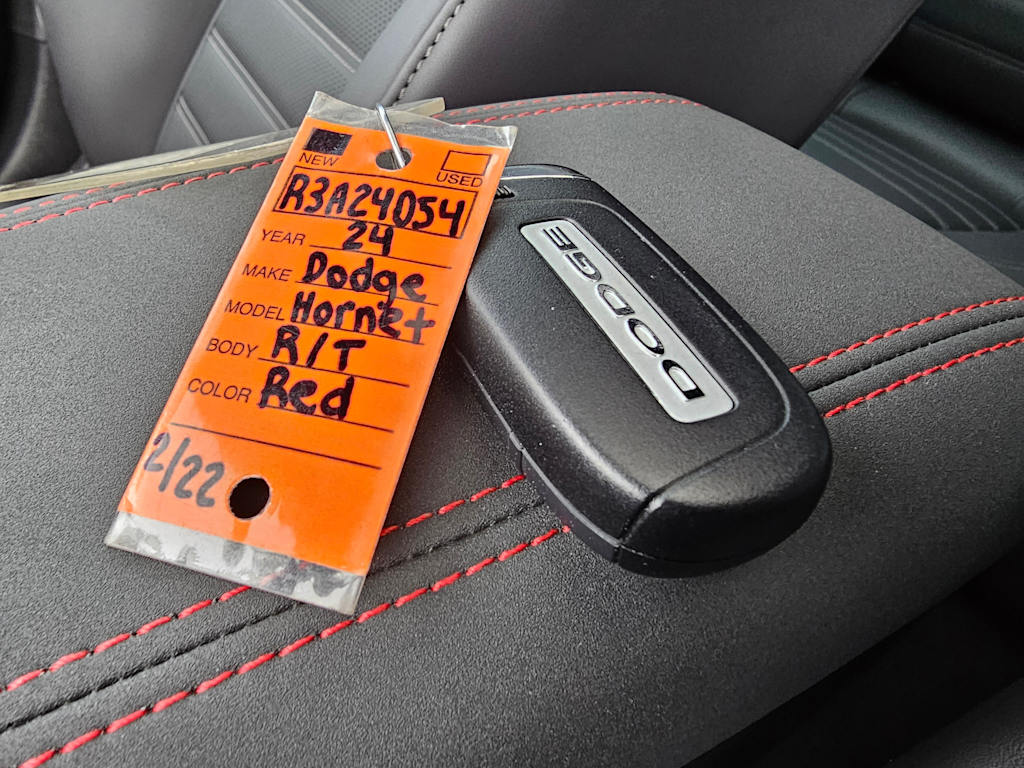 NEW USED
R3A24054
YEAR 24
MAKE Dodge
MODEL Hornet
BODY R/T
COLOR Red
2/22
DODGE